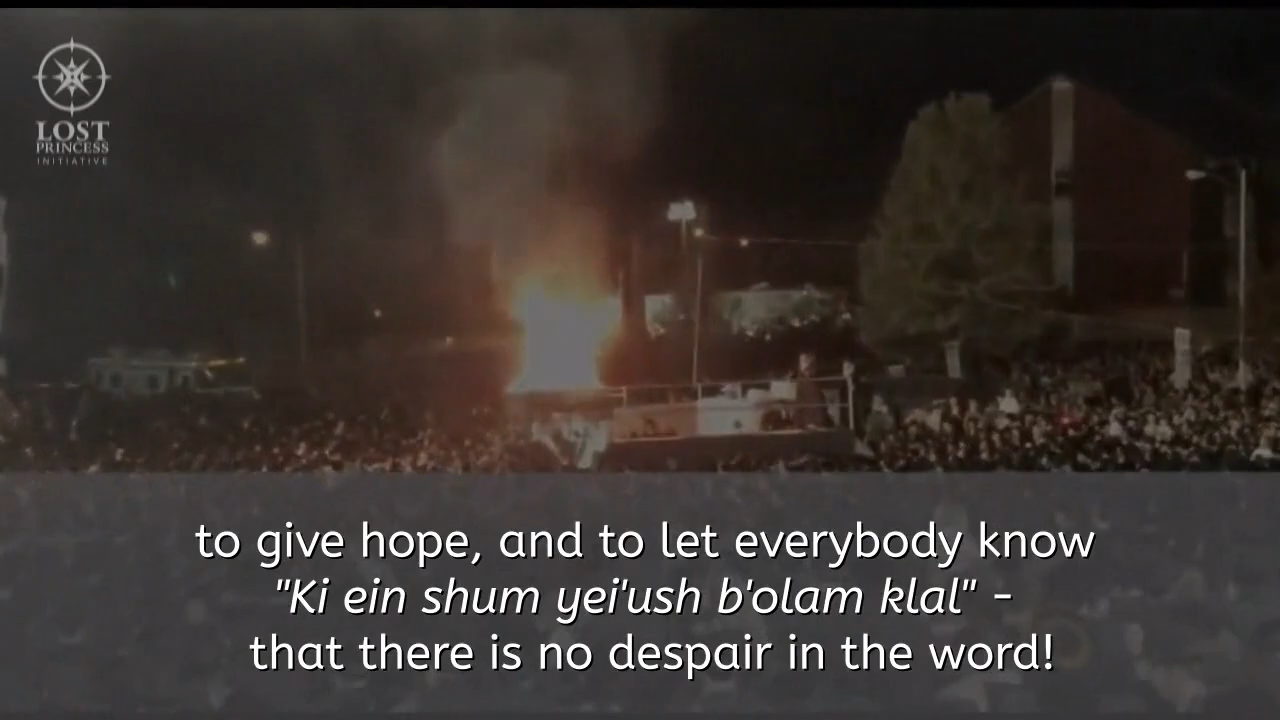 LOST
PRINCESS
INITIATIVE
to give hope, and to let everybody know
"Ki ein shum yei'ush b'olam klal" -
that there is no despair in the word!